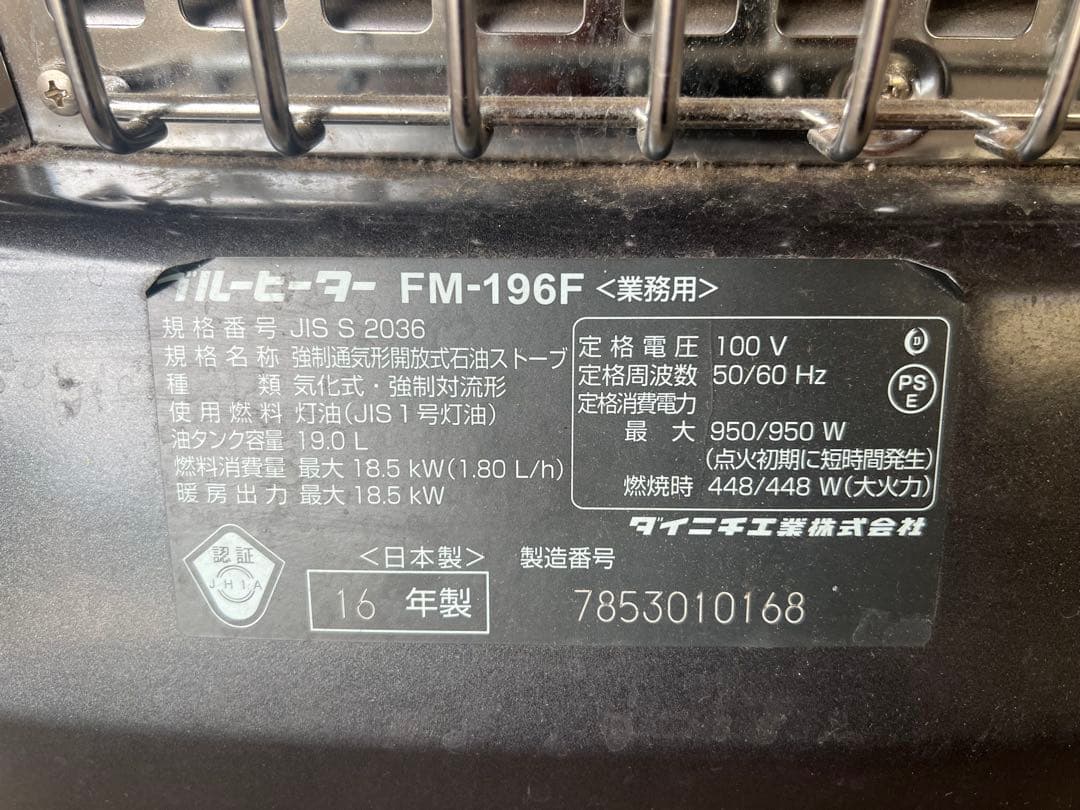 ブルーヒーター FM-196F <業務用>
規格番号 JIS S 2036
規格名称 強制通気形開放式石油ストーブ
種類 気化式・強制対流形
使用燃料 灯油(JIS1号灯油)
油タンク容量 19.0 L
燃料消費量 最大 18.5 kW(1.80 L/h)
暖房出力 最大 18.5 kW
定格電圧 100 V
定格周波数 50/60 Hz
定格消費電力
最大 950/950 W
(点火初期に短時間発生)
燃焼時 448/448 W(大火力)
D
PS
E
ダイニチ工業株式会社
認証
JHIA
<日本製> 製造番号
16 年製 7853010168